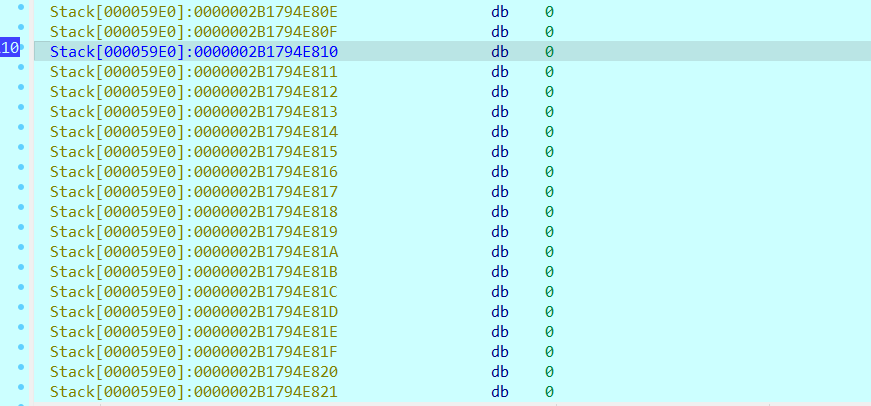 Stack[000059E0]:0000002B1794E80E db 0
Stack[000059E0]:0000002B1794E80F db 0
10 Stack[000059E0]:0000002B1794E810 db 0
Stack[000059E0]:0000002B1794E811 db 0
Stack[000059E0]:0000002B1794E812 db 0
Stack[000059E0]:0000002B1794E813 db 0
Stack[000059E0]:0000002B1794E814 db 0
Stack[000059E0]:0000002B1794E815 db 0
Stack[000059E0]:0000002B1794E816 db 0
Stack[000059E0]:0000002B1794E817 db 0
Stack[000059E0]:0000002B1794E818 db 0
Stack[000059E0]:0000002B1794E819 db 0
Stack[000059E0]:0000002B1794E81A db 0
Stack[000059E0]:0000002B1794E81B db 0
Stack[000059E0]:0000002B1794E81C db 0
Stack[000059E0]:0000002B1794E81D db 0
Stack[000059E0]:0000002B1794E81E db 0
Stack[000059E0]:0000002B1794E81F db 0
Stack[000059E0]:0000002B1794E820 db 0
Stack[000059E0]:0000002B1794E821 db 0